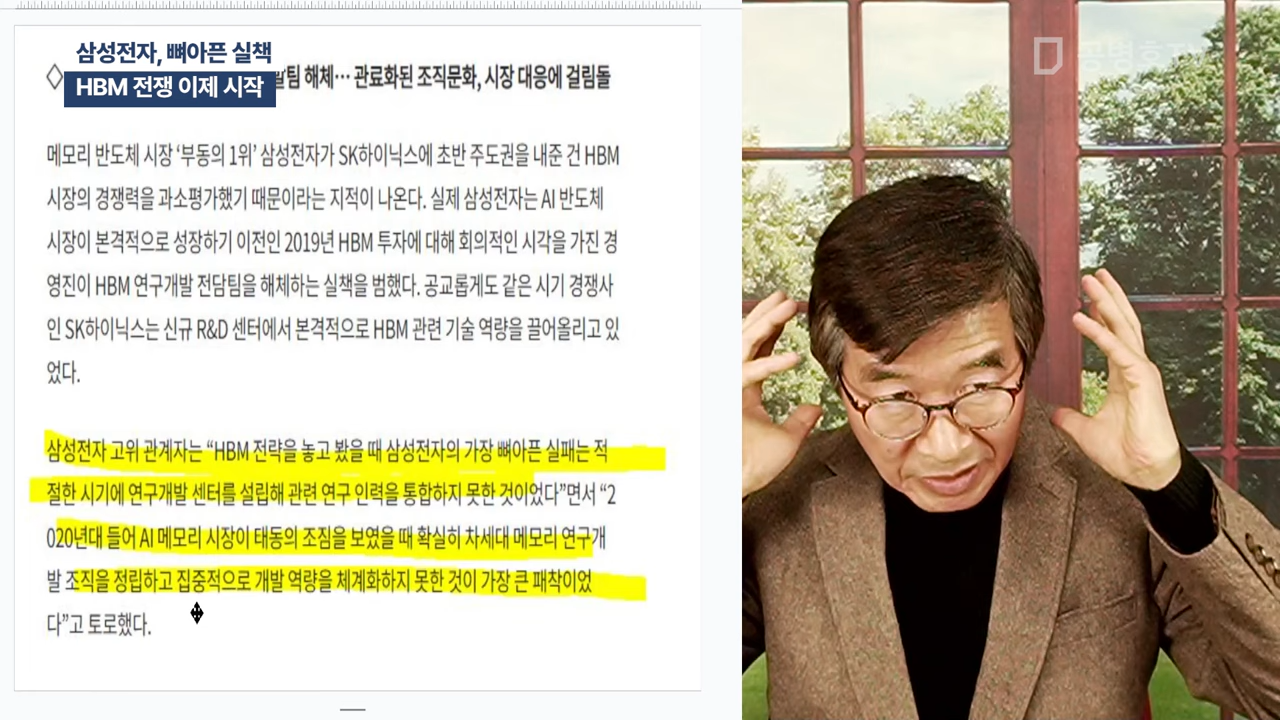 삼성전자, 뼈아픈 실책
HBM 전쟁 이제 시작
해체… 관료화된 조직문화, 시장 대응에 걸림돌
메모리 반도체 시장 ‘부동의 1위’ 삼성전자가 SK하이닉스에 초반 주도권을 내준 건 HBM
시장의 경쟁력을 과소평가했기 때문이라는 지적이 나온다. 실제 삼성전자는 AI 반도체
시장이 본격적으로 성장하기 이전인 2019년 HBM 투자에 대해 회의적인 시각을 가진 경
영진이 HBM 연구개발 전담팀을 해체하는 실책을 범했다. 공교롭게도 같은 시기 경쟁사
인 SK하이닉스는 신규 R&D 센터에서 본격적으로 HBM 관련 기술 역량을 끌어올리고 있
었다.
삼성전자 고위 관계자는 “HBM 전략을 놓고 봤을 때 삼성전자의 가장 뼈아픈 실패는 적
절한 시기에 연구개발 센터를 설립해 관련 연구 인력을 통합하지 못한 것이었다”면서 “2
020년대 들어 AI 메모리 시장이 태동의 조짐을 보였을 때 확실히 차세대 메모리 연구개
발 조직을 정립하고 집중적으로 개발 역량을 체계화하지 못한 것이 가장 큰 패착이었
다”고 토로했다.